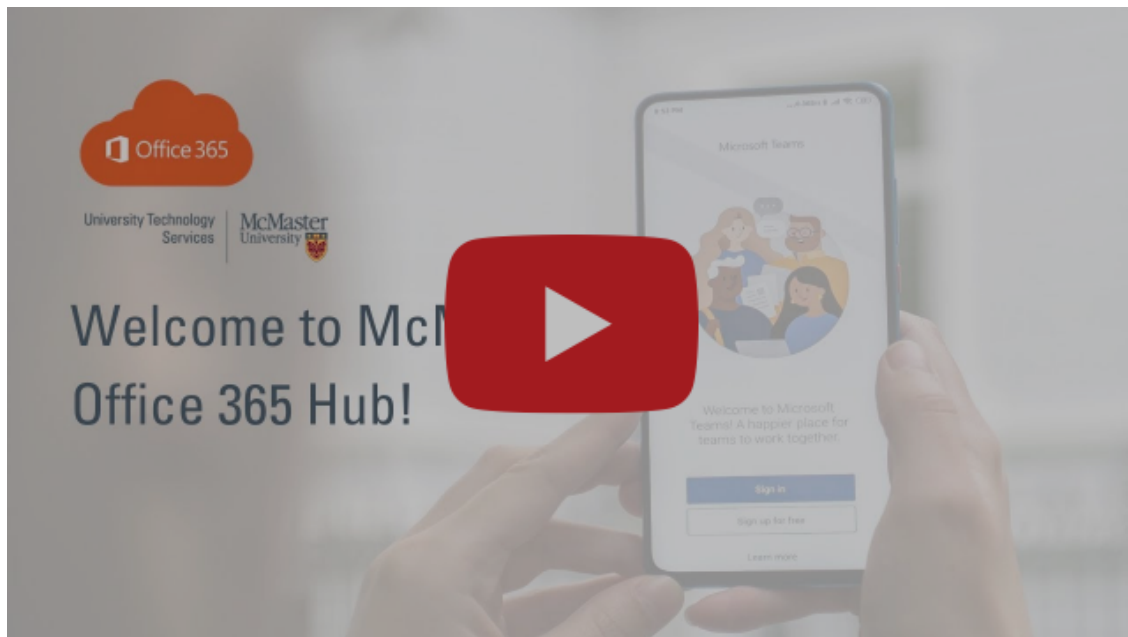 Office 365
University Technology
Services
McMaster
University
Welcome to McM
Office 365 Hub!
Microsoft Teams
Welcome to Microsoft
Teams! A happier place for
teams to work together.
Sign in
Sign up for free
Learn more